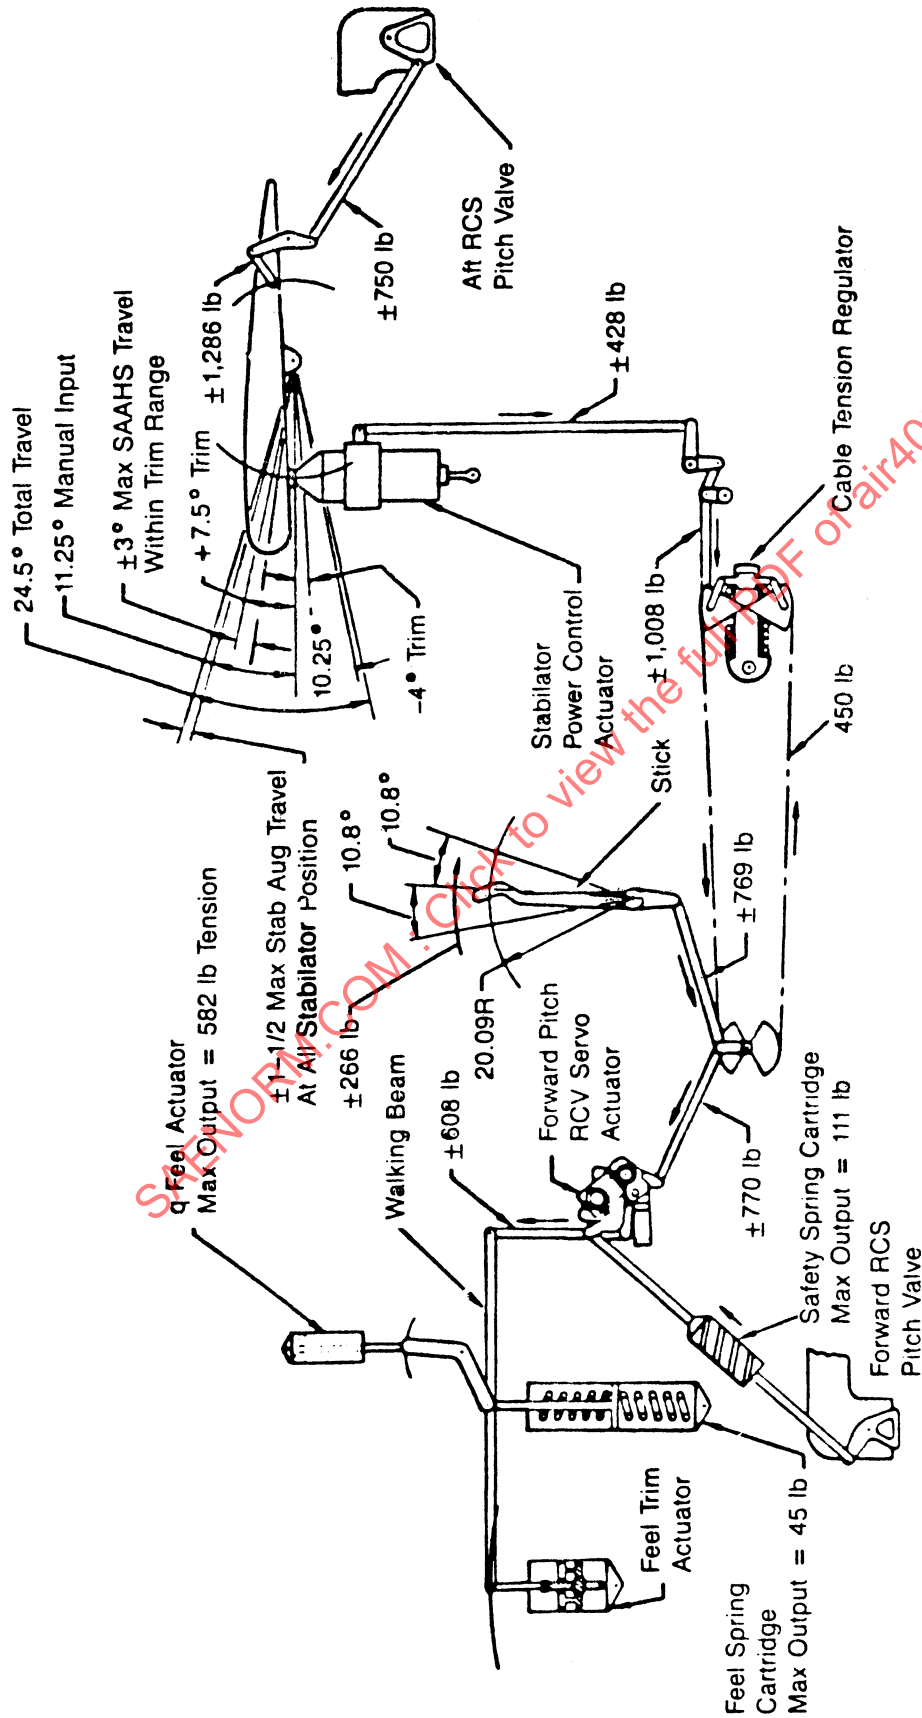 24.5° Total Travel
11.25° Manual Input
±3° Max SAAHS Travel
Within Trim Range
+7.5° Trim
±1,286 lb
±750 lb
Aft RCS
Pitch Valve
10.25°
-4° Trim
±1-1/2 Max Stab Aug Travel
At All Stabilator Position
Stabilator
Power Control
Actuator
±428 lb
±1,008 lb
Cable Tension Regulator
450 lb
q Feel Actuator
Max Output = 582 lb Tension
±266 lb
10.8°
10.8°
Stick
20.09R
±769 lb
Walking Beam
±608 lb
Forward Pitch
RCV Servo
Actuator
±770 lb
Safety Spring Cartridge
Max Output = 111 lb
Forward RCS
Pitch Valve
Feel Trim
Actuator
Feel Spring
Cartridge
Max Output = 45 lb
SAENORM.COM : Click to view the full PDF of air40